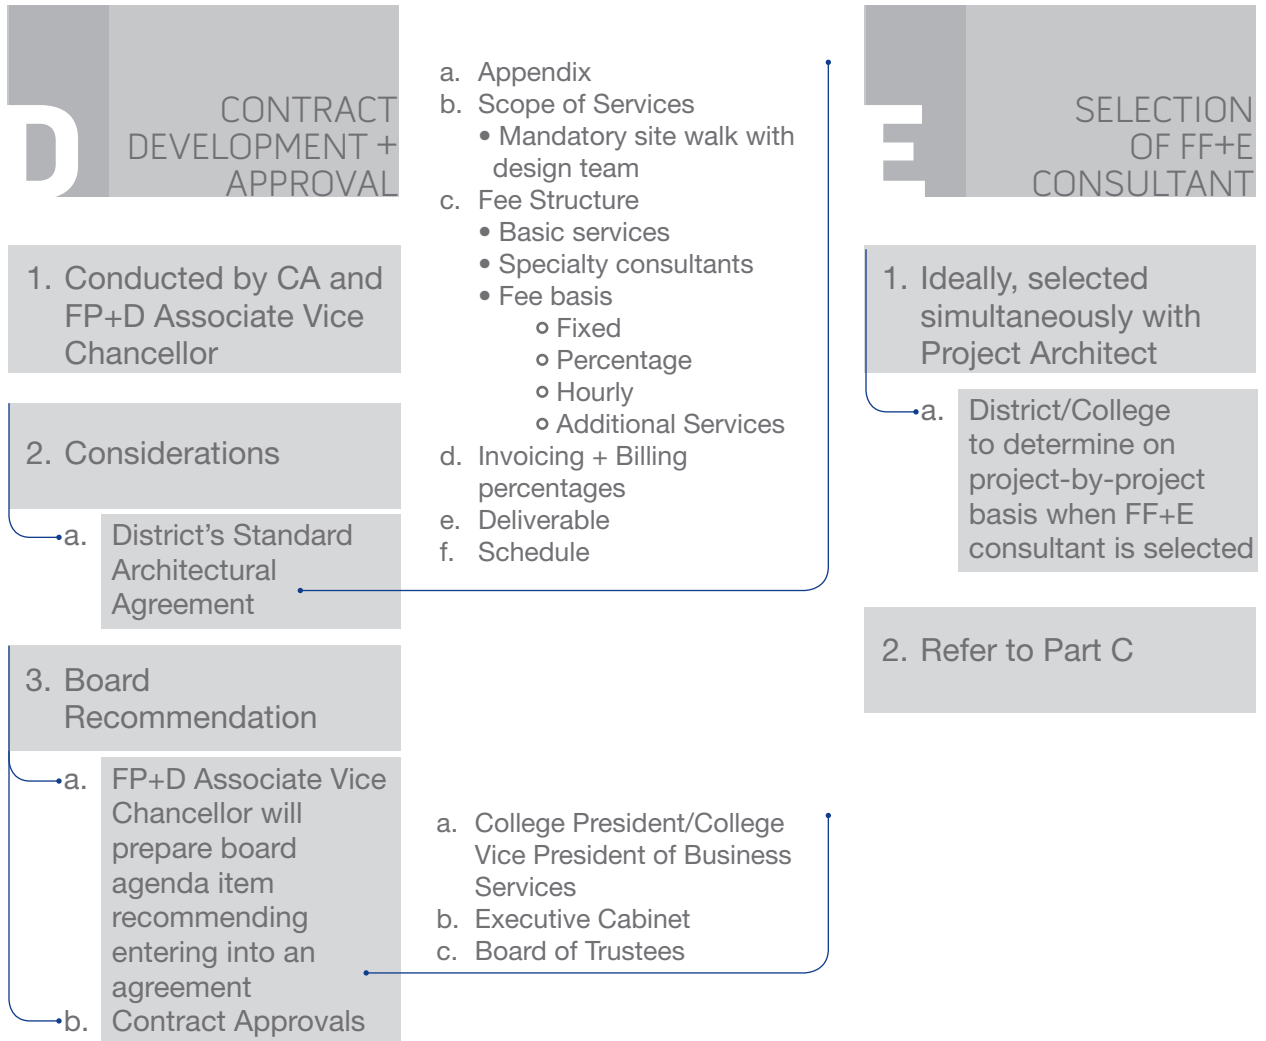 D
CONTRACT
DEVELOPMENT +
APPROVAL
1. Conducted by CA and
FP+D Associate Vice
Chancellor
2. Considerations
a. District’s Standard
Architectural
Agreement
3. Board
Recommendation
a. FP+D Associate Vice
Chancellor will
prepare board
agenda item
recommending
entering into an
agreement
b. Contract Approvals
a. Appendix
b. Scope of Services
• Mandatory site walk with
design team
c. Fee Structure
• Basic services
• Specialty consultants
• Fee basis
o Fixed
o Percentage
o Hourly
o Additional Services
d. Invoicing + Billing
percentages
e. Deliverable
f. Schedule
a. College President/College
Vice President of Business
Services
b. Executive Cabinet
c. Board of Trustees
E
SELECTION
OF FF+E
CONSULTANT
1. Ideally, selected
simultaneously with
Project Architect
a. District/College
to determine on
project-by-project
basis when FF+E
consultant is selected
2. Refer to Part C